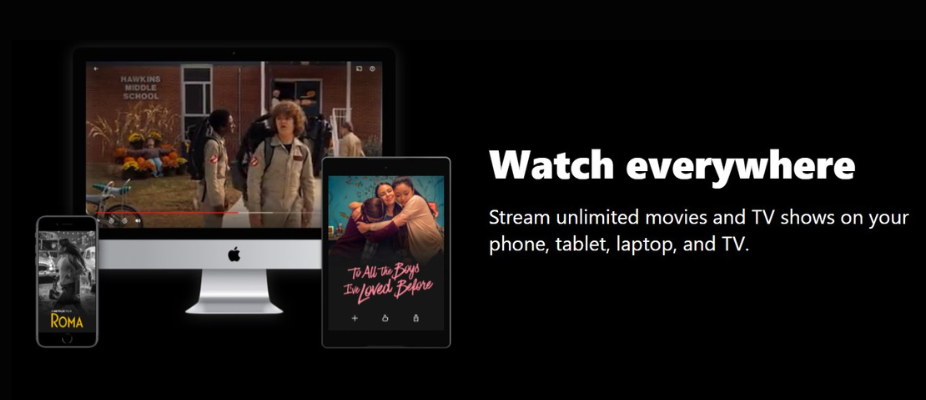 HAWKINS
MIDDLE
SCHOOL
Watch everywhere
Stream unlimited movies and TV shows on your
phone, tablet, laptop, and TV.
To All the Boys
I've Loved Before
ROMA